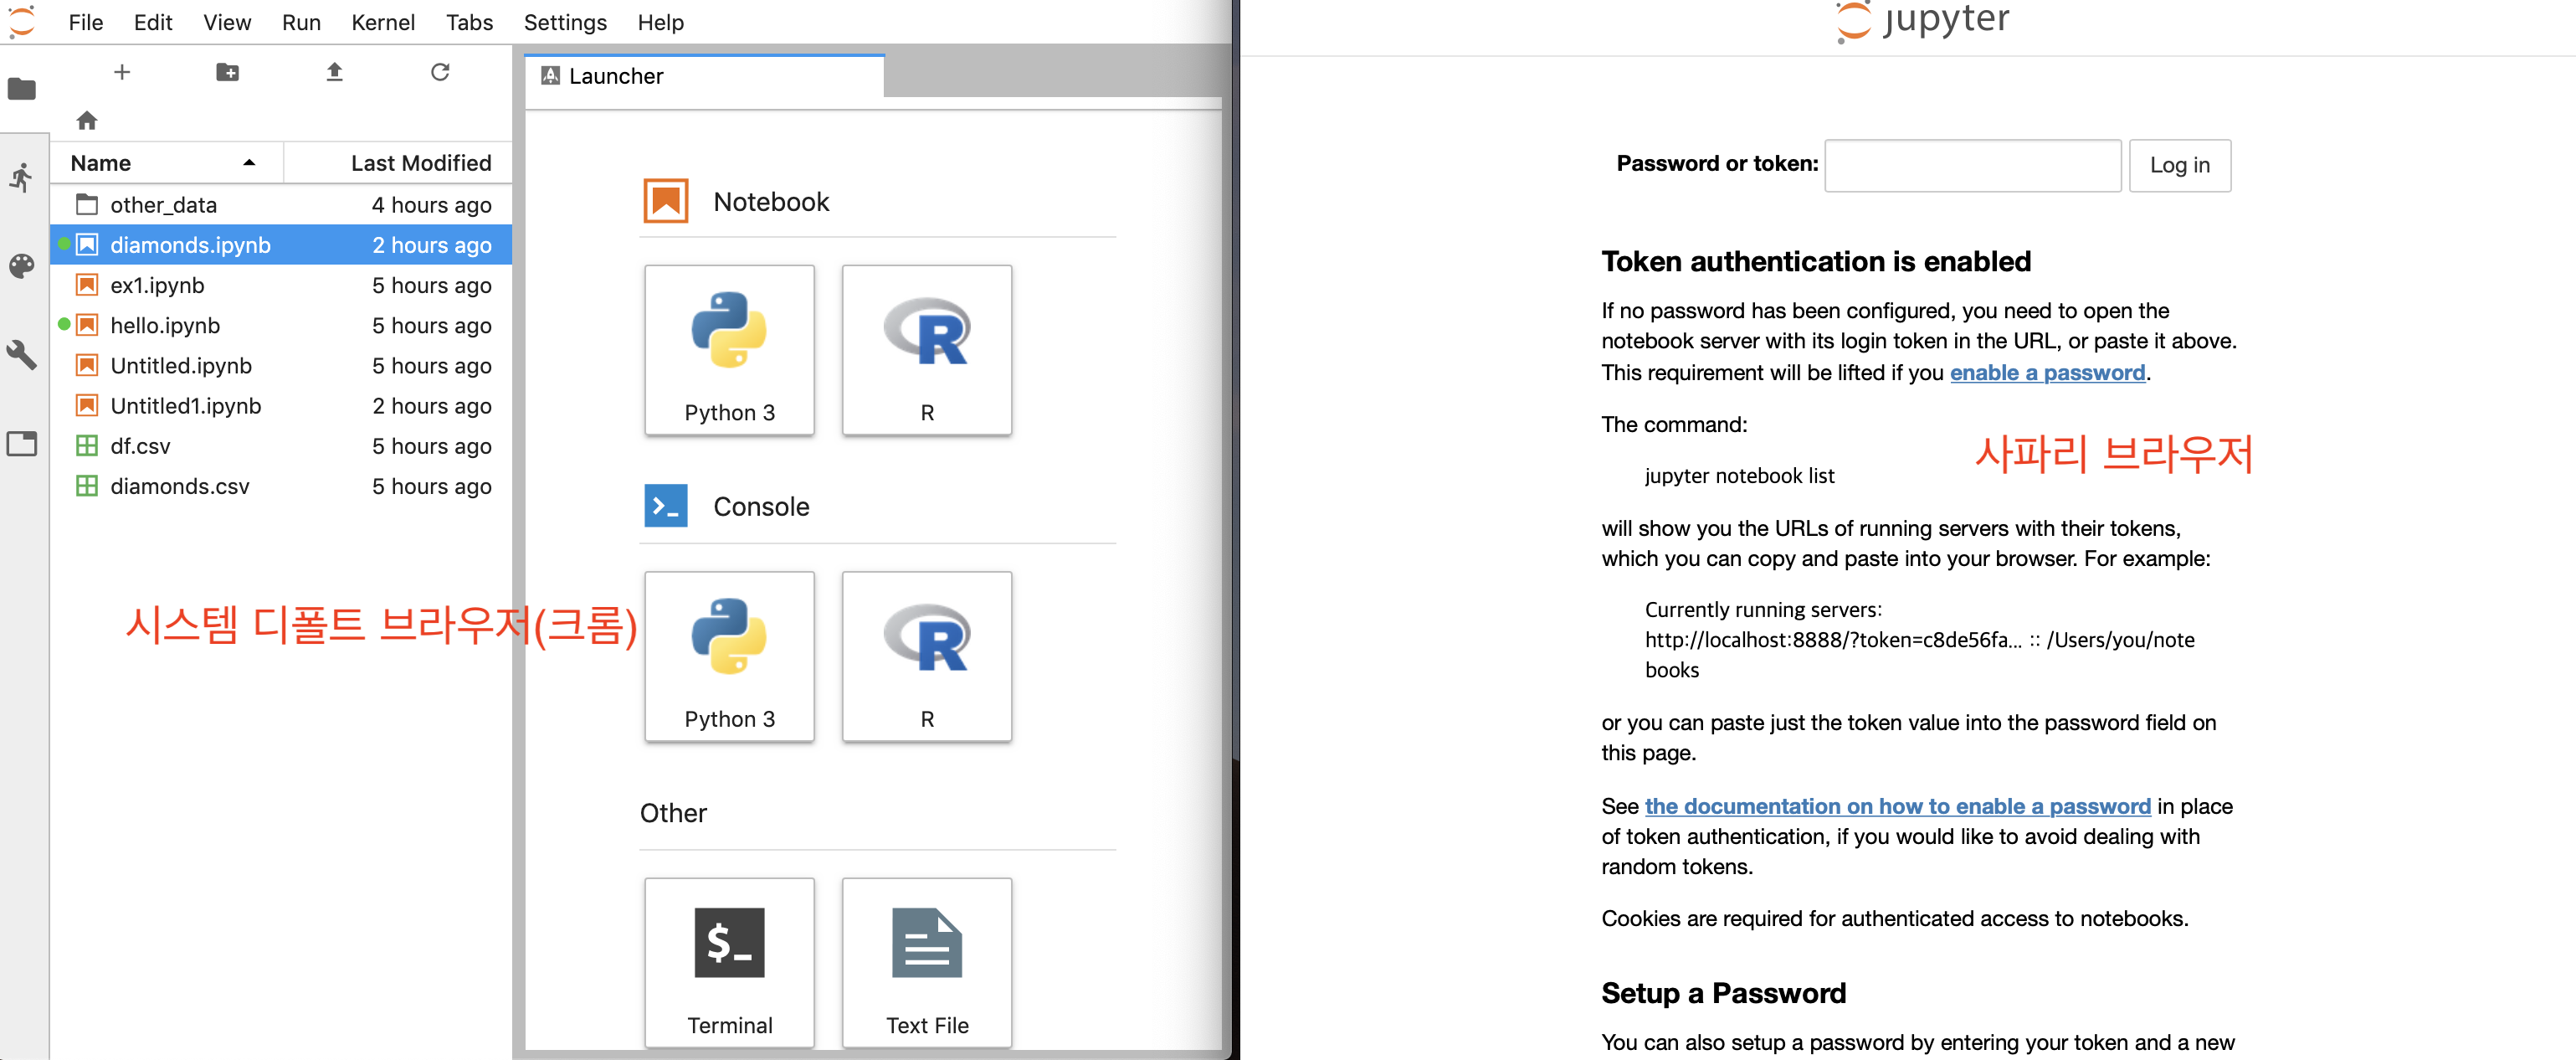 File Edit View Run Kernel Tabs Settings Help
Launcher
Name Last Modified
other_data 4 hours ago
diamonds.ipynb 2 hours ago
ex1.ipynb 5 hours ago
hello.ipynb 5 hours ago
Untitled.ipynb 5 hours ago
Untitled1.ipynb 2 hours ago
df.csv 5 hours ago
diamonds.csv 5 hours ago
시스템 디폴트 브라우저(크롬)
Notebook
Python 3 R
Console
Python 3 R
Other
$_
Terminal Text File
jupyter
Password or token: Log in
Token authentication is enabled
If no password has been configured, you need to open the
notebook server with its login token in the URL, or paste it above.
This requirement will be lifted if you enable a password.
The command:
사파리 브라우저
jupyter notebook list
will show you the URLs of running servers with their tokens,
which you can copy and paste into your browser. For example:
Currently running servers:
http://localhost:8888/?token=c8de56fa... :: /Users/you/note
books
or you can paste just the token value into the password field on
this page.
See the documentation on how to enable a password in place
of token authentication, if you would like to avoid dealing with
random tokens.
Cookies are required for authenticated access to notebooks.
Setup a Password
You can also setup a password by entering your token and a new